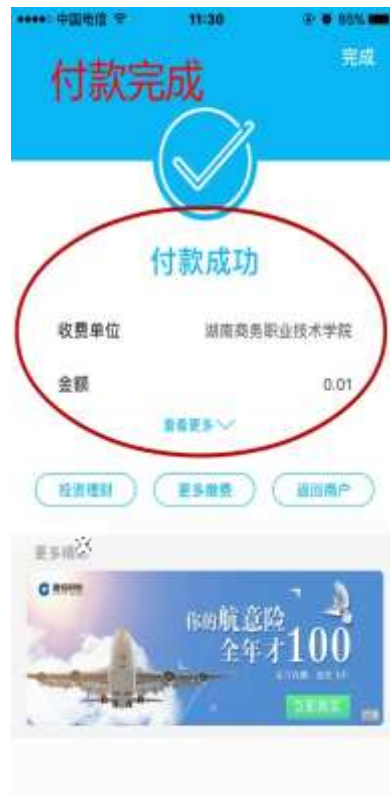 中国电信 11:30 95%
完成
付款完成
付款成功
收费单位 湖南商务职业技术学院
金额 0.01
查看更多
投资理财 更多缴费 返回商户
更多精
你的航意险
全年才100
立即购买